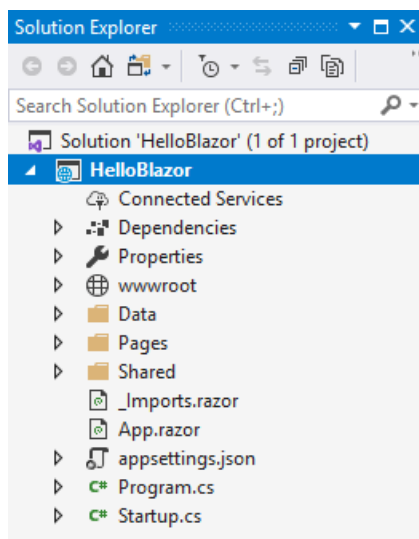 Solution Explorer
Search Solution Explorer (Ctrl+;)
Solution 'HelloBlazor' (1 of 1 project)
HelloBlazor
Connected Services
Dependencies
Properties
wwwroot
Data
Pages
Shared
_Imports.razor
App.razor
appsettings.json
C# Program.cs
C# Startup.cs